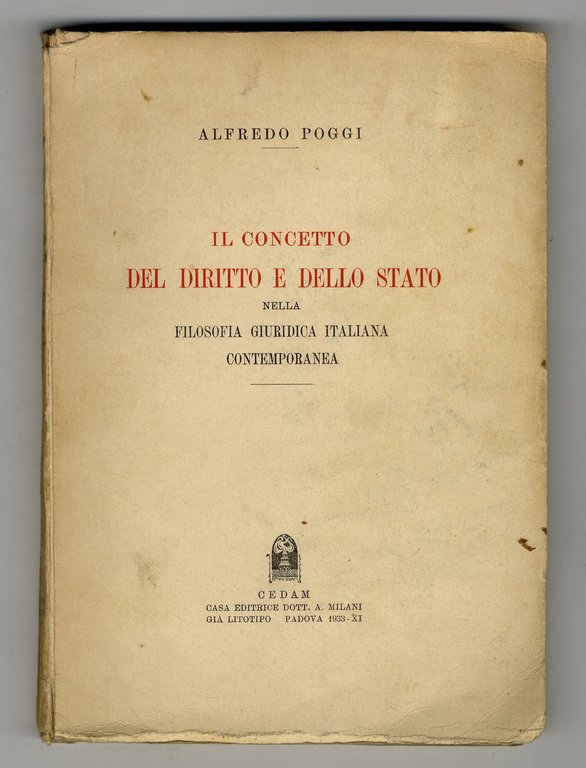 ALFREDO POGGI
IL CONCETTO
DEL DIRITTO E DELLO STATO
NELLA
FILOSOFIA GIURIDICA ITALIANA
CONTEMPORANEA
CEDAM
CASA EDITRICE DOTT. A. MILANI
GIÀ LITOTIPO PADOVA 1933-XI